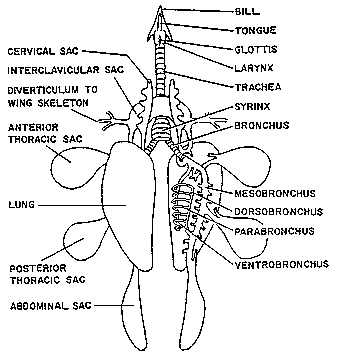 BILL
TONGUE
GLOTTIS
LARYNX
TRACHEA
SYRINX
BRONCHUS
MESOBRONCHUS
DORSOBRONCHUS
PARABRONCHUS
VENTROBRONCHUS
CERVICAL SAC
INTERCLAVICULAR SAC
DIVERTICULUM TO
WING SKELETON
ANTERIOR
THORACIC SAC
LUNG
POSTERIOR
THORACIC SAC
ABDOMINAL SAC